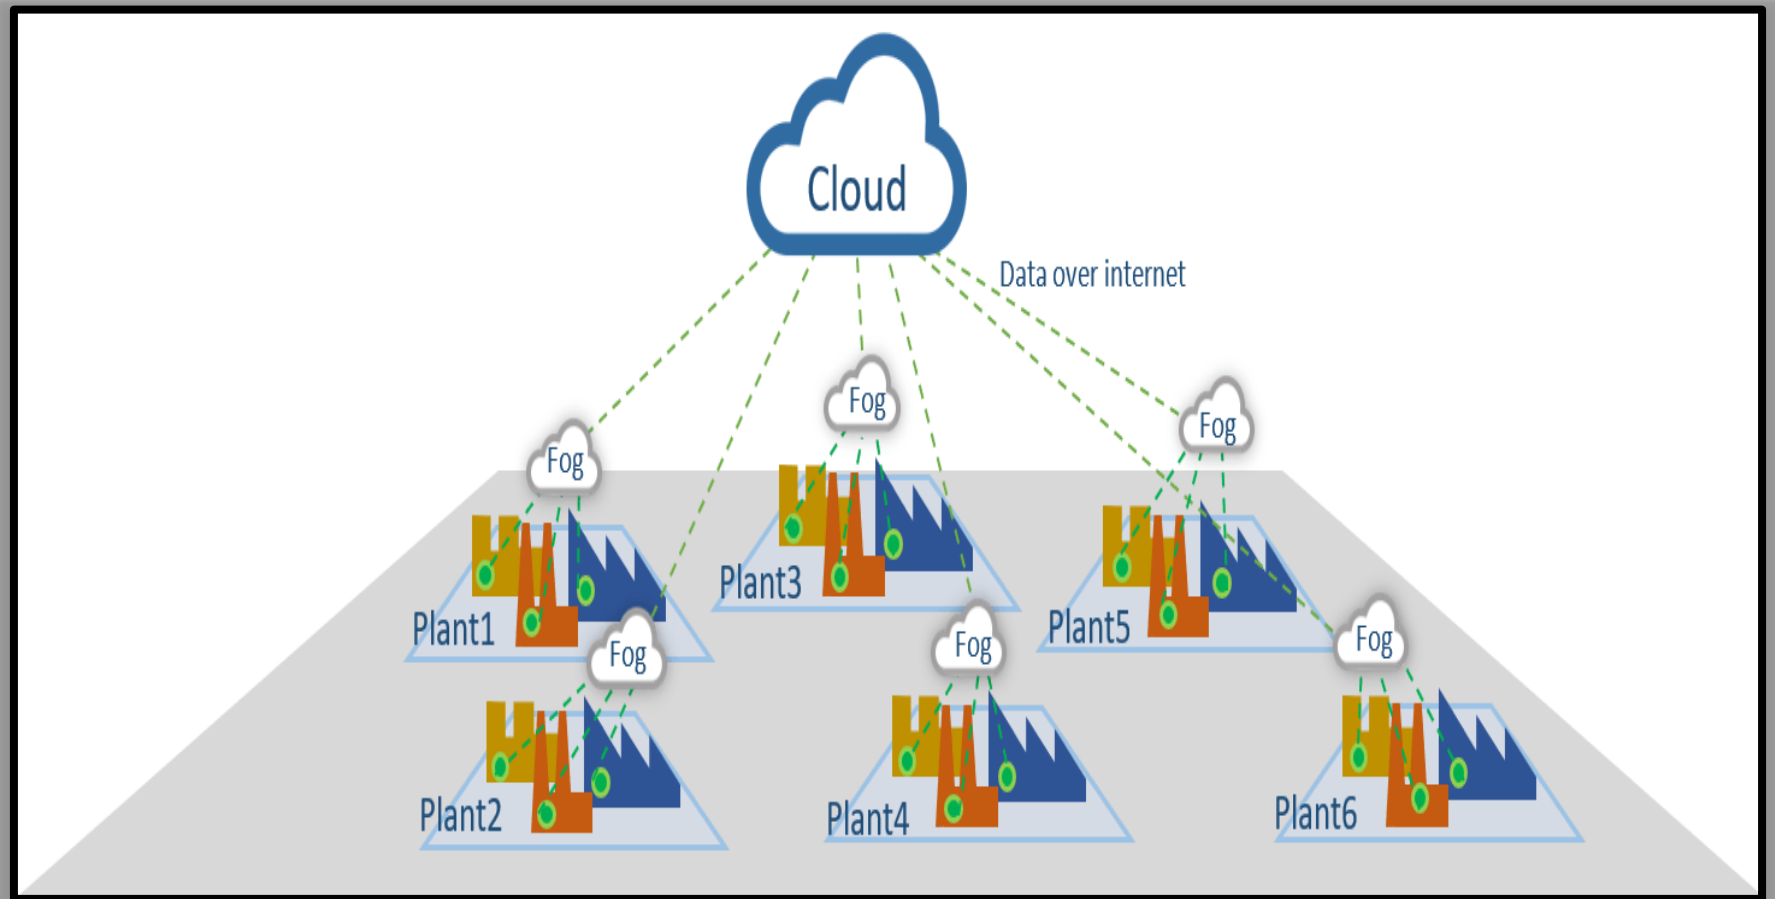 Cloud
Data over internet
Fog
Fog
Fog
Plant1
Plant3
Plant5
Fog
Fog
Fog
Plant2
Plant4
Plant6